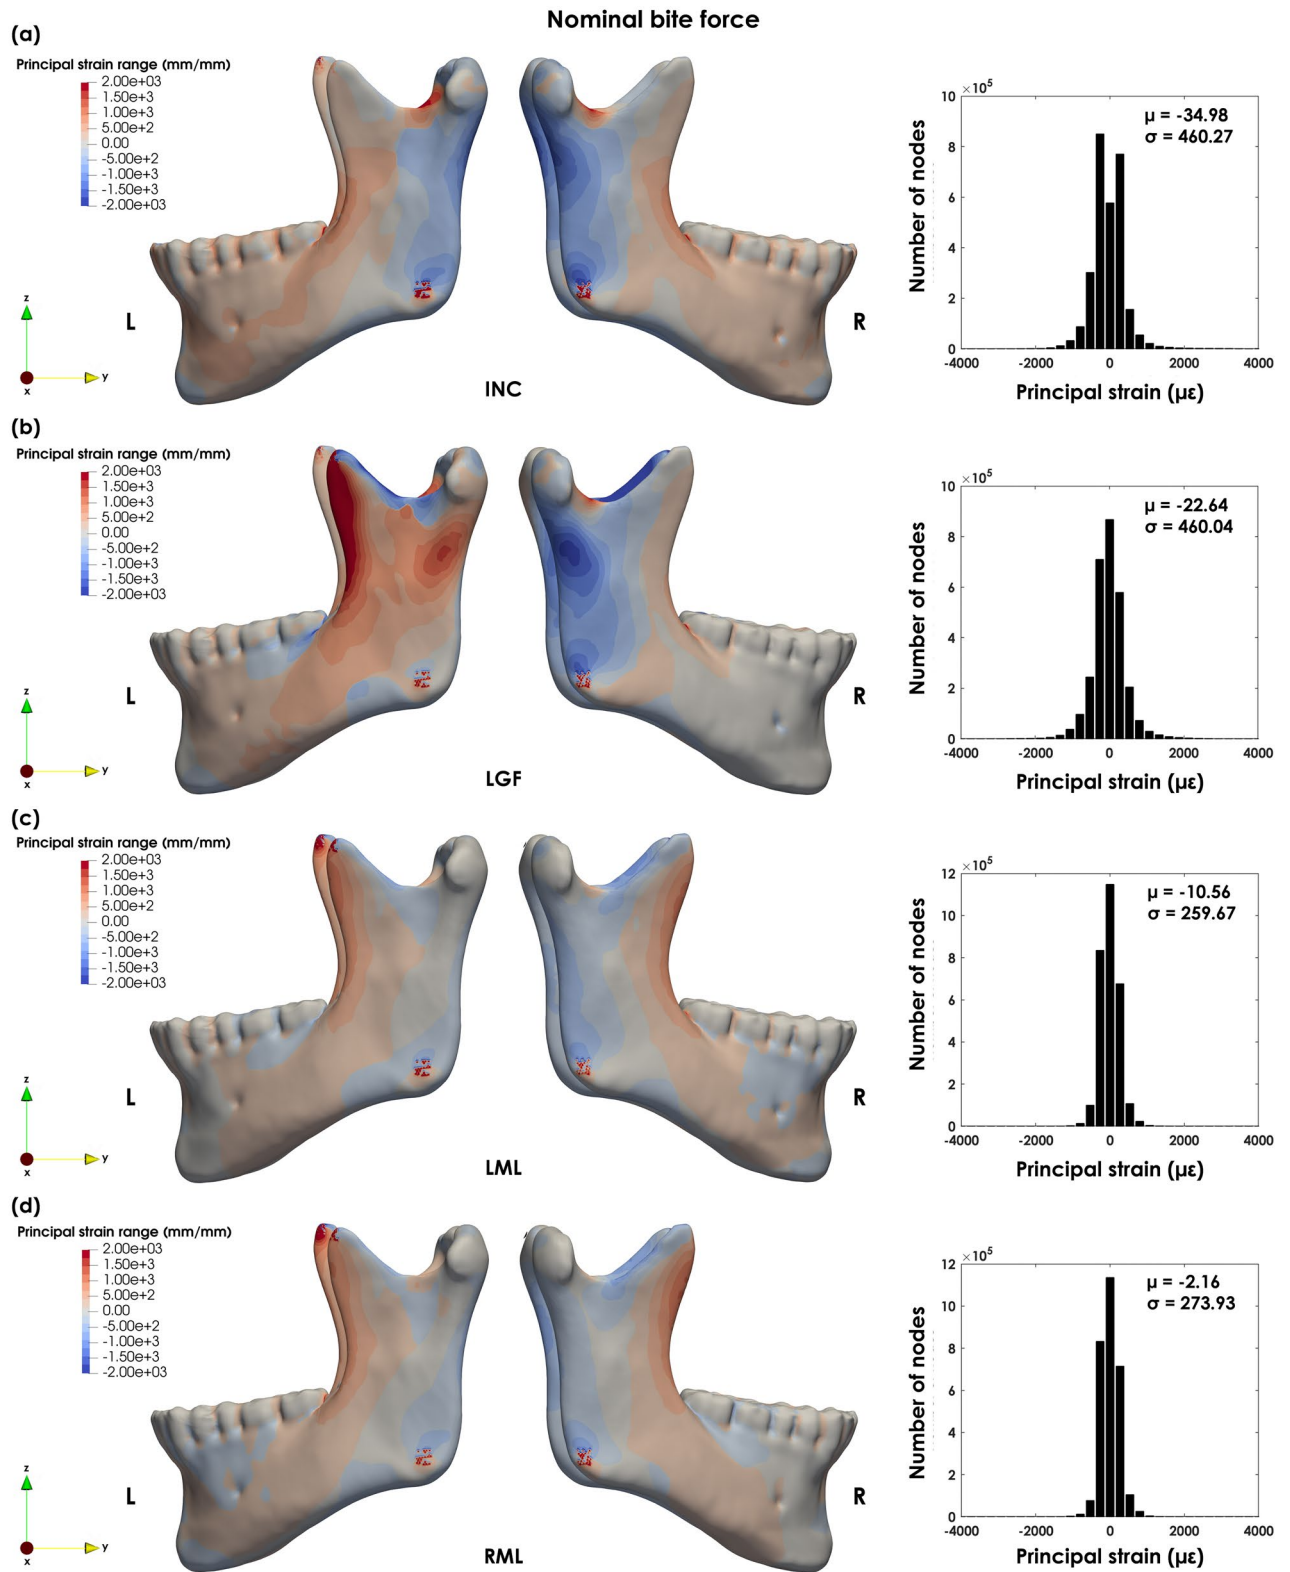 Nominal bite force
(a)
Principal strain range (mm/mm)
2.00e+03
1.50e+3
1.00e+3
5.00e+2
0.00
-5.00e+2
-1.00e+3
-1.50e+3
-2.00e+03
z
y
x
L
R
INC
×10⁵
10
8
6
4
2
0
Number of nodes
μ = -34.98
σ = 460.27
-4000 -2000 0 2000 4000
Principal strain (με)
(b)
Principal strain range (mm/mm)
2.00e+03
1.50e+3
1.00e+3
5.00e+2
0.00
-5.00e+2
-1.00e+3
-1.50e+3
-2.00e+03
z
y
x
L
R
LGF
×10⁵
10
8
6
4
2
0
Number of nodes
μ = -22.64
σ = 460.04
-4000 -2000 0 2000 4000
Principal strain (με)
(c)
Principal strain range (mm/mm)
2.00e+03
1.50e+3
1.00e+3
5.00e+2
0.00
-5.00e+2
-1.00e+3
-1.50e+3
-2.00e+03
z
y
x
L
R
LML
×10⁵
12
10
8
6
4
2
0
Number of nodes
μ = -10.56
σ = 259.67
-4000 -2000 0 2000 4000
Principal strain (με)
(d)
Principal strain range (mm/mm)
2.00e+03
1.50e+3
1.00e+3
5.00e+2
0.00
-5.00e+2
-1.00e+3
-1.50e+3
-2.00e+03
z
y
x
L
R
RML
×10⁵
12
10
8
6
4
2
0
Number of nodes
μ = -2.16
σ = 273.93
-4000 -2000 0 2000 4000
Principal strain (με)